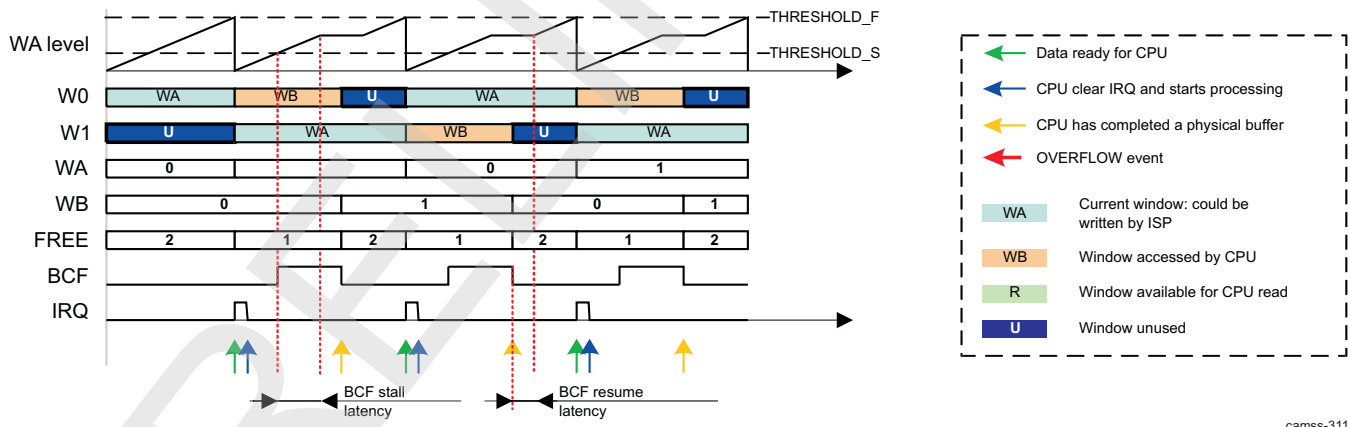 THRESHOLD_F
WA level
THRESHOLD_S
W0 WA WB U WA WB U
W1 U WA WB U WA
WA 0 0 1
WB 0 1 0 1
FREE 2 1 2 1 2 1 2
BCF
IRQ
BCF stall
latency
BCF resume
latency
Data ready for CPU
CPU clear IRQ and starts processing
CPU has completed a physical buffer
OVERFLOW event
WA Current window: could be
written by ISP
WB Window accessed by CPU
R Window available for CPU read
U Window unused
camss-311